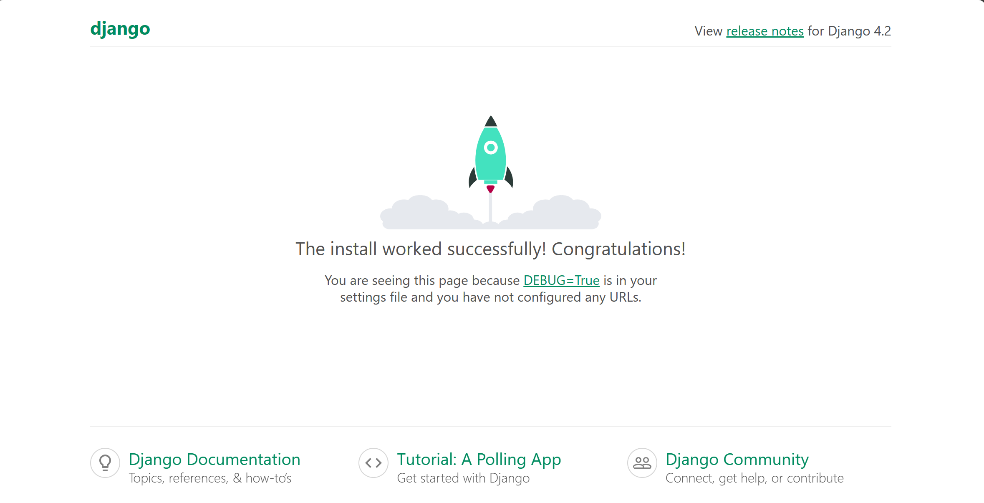 django
View release notes for Django 4.2
The install worked successfully! Congratulations!
You are seeing this page because DEBUG=True is in your
settings file and you have not configured any URLs.
Django Documentation
Topics, references, & how-to's
Tutorial: A Polling App
Get started with Django
Django Community
Connect, get help, or contribute